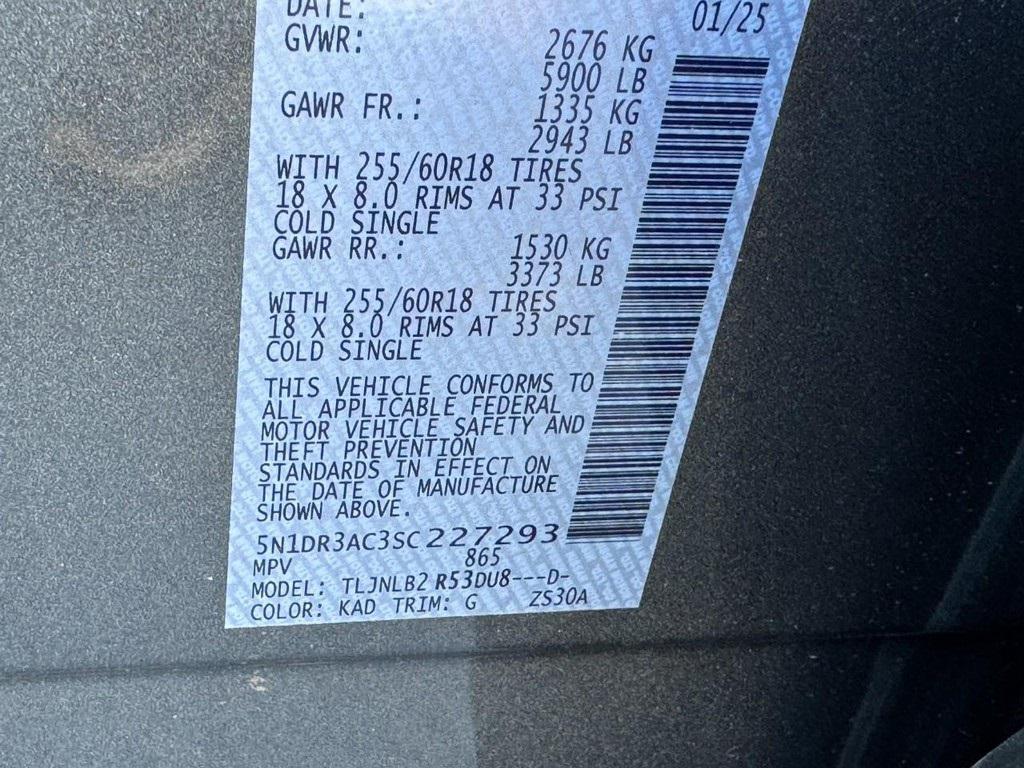 DATE: 01/25
GVWR: 2676 KG
5900 LB
GAWR FR.: 1335 KG
2943 LB
WITH 255/60R18 TIRES
18 X 8.0 RIMS AT 33 PSI
COLD SINGLE
GAWR RR.: 1530 KG
3373 LB
WITH 255/60R18 TIRES
18 X 8.0 RIMS AT 33 PSI
COLD SINGLE
THIS VEHICLE CONFORMS TO
ALL APPLICABLE FEDERAL
MOTOR VEHICLE SAFETY AND
THEFT PREVENTION
STANDARDS IN EFFECT ON
THE DATE OF MANUFACTURE
SHOWN ABOVE.
5N1DR3AC3SC227293
MPV 865
MODEL: TLJNLB2 R53DU8---D-
COLOR: KAD TRIM: G ZS30A